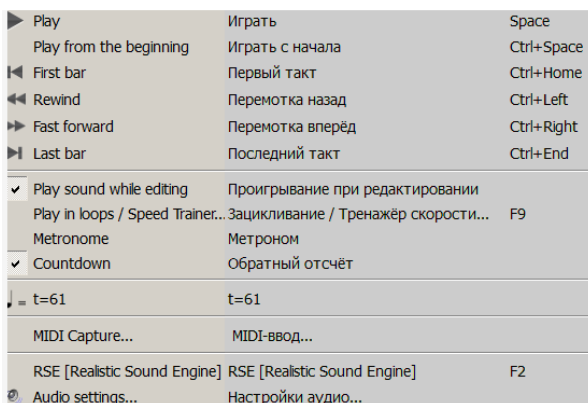 Play Играть Space
Play from the beginning Играть с начала Ctrl+Space
First bar Первый такт Ctrl+Home
Rewind Перемотка назад Ctrl+Left
Fast forward Перемотка вперёд Ctrl+Right
Last bar Последний такт Ctrl+End
Play sound while editing Проигрывание при редактировании
Play in loops / Speed Trainer... Зацикливание / Тренажёр скорости... F9
Metronome Метроном
Countdown Обратный отсчёт
= t=61 t=61
MIDI Capture... MIDI-ввод...
RSE [Realistic Sound Engine] RSE [Realistic Sound Engine] F2
Audio settings... Настройки аудио...